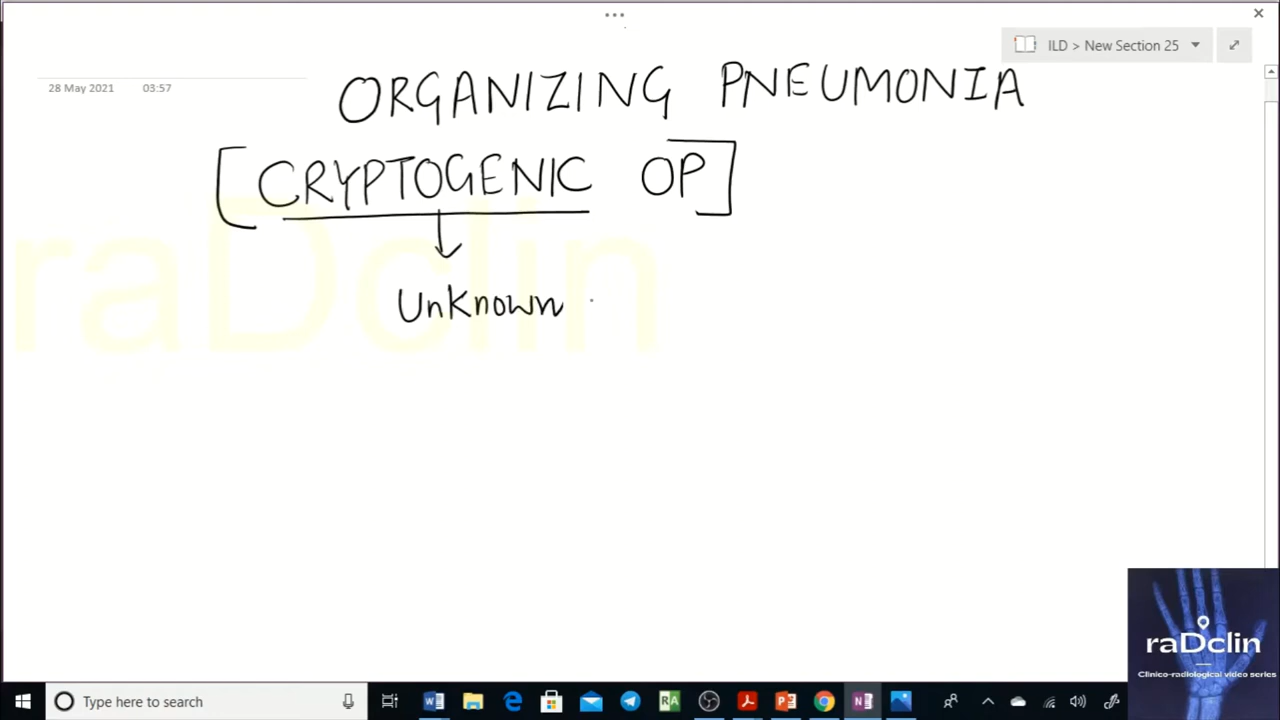 ILD > New Section 25
28 May 2021 03:57
ORGANIZING PNEUMONIA
[CRYPTOGENIC OP]
Unknown
raDclin
raDclin
Clinico-radiological video series
Type here to search